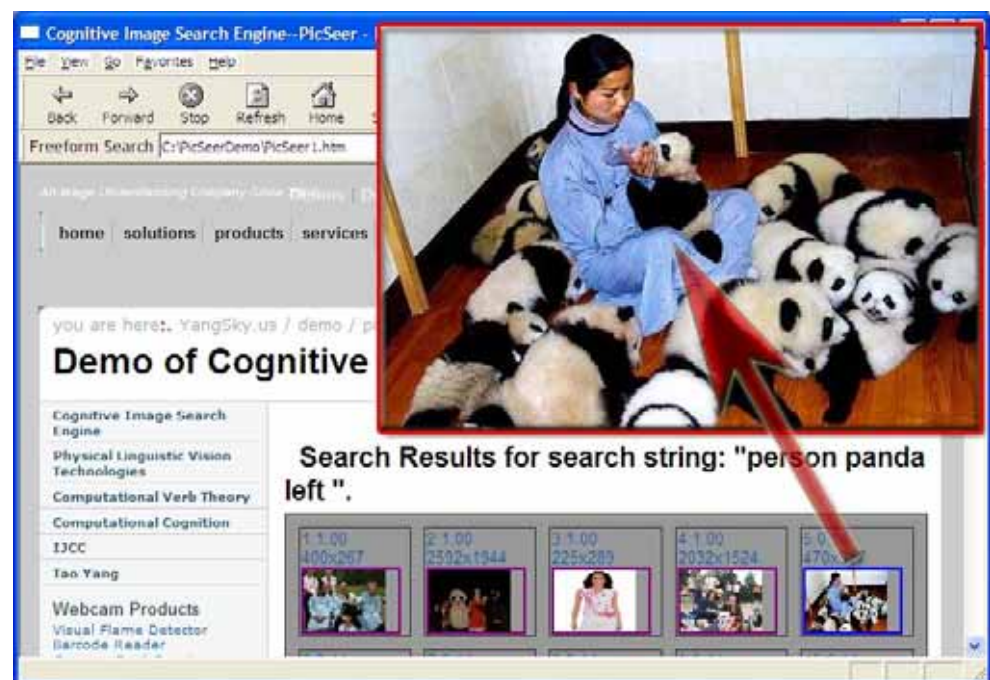 Cognitive Image Search Engine--PicSeer -
File View Go Favorites Help
Back Forward Stop Refresh Home
Freeform Search C:\PicSeerDemo\PicSeer1.htm
home solutions products services
you are here:. YangSky.us / demo /
Demo of Cognitive
Cognitive Image Search
Engine
Physical Linguistic Vision
Technologies
Computational Verb Theory
Computational Cognition
IJCC
Tao Yang
Webcam Products
Visual Flame Detector
Barcode Reader
Search Results for search string: "person panda
left ".
1 1.00
400x267
2 1.00
2592x1944
3 1.00
225x289
4 1.00
2032x1524